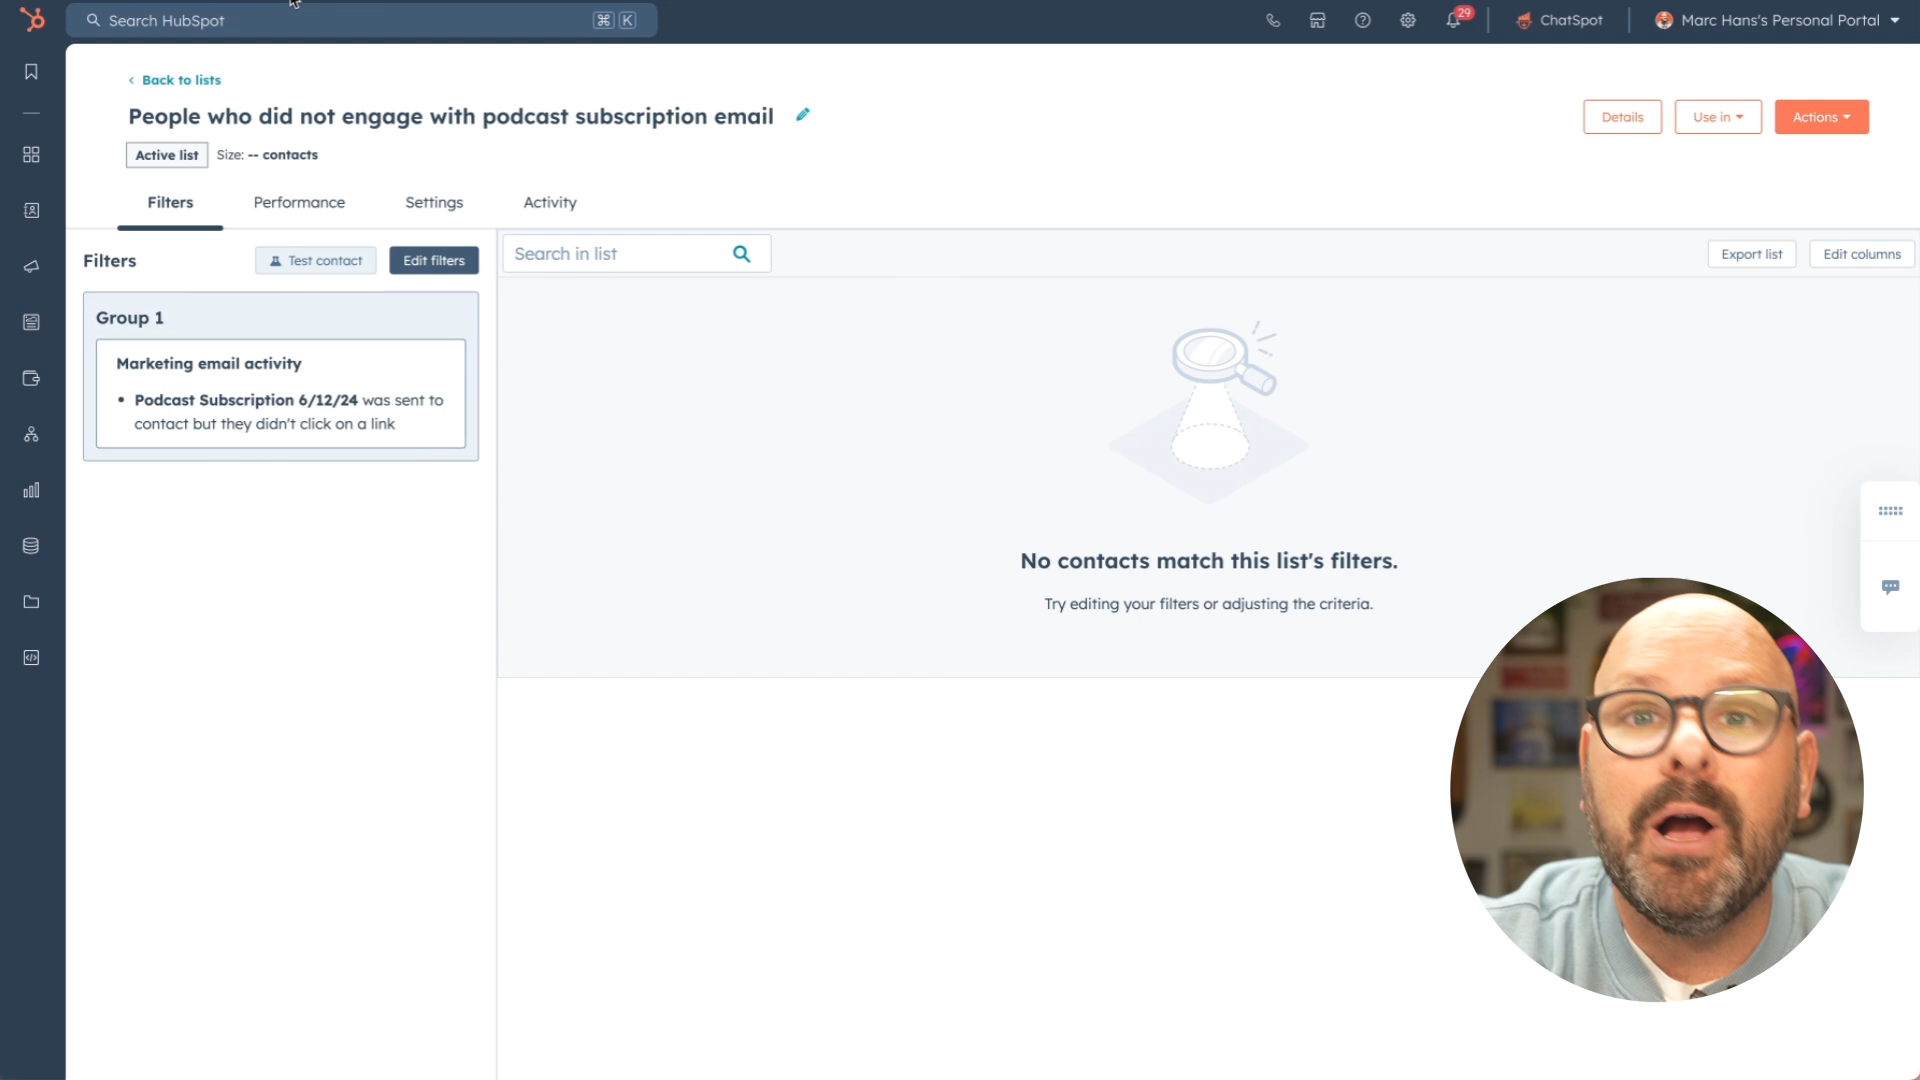 Search HubSpot
⌘ K
29
ChatSpot
Marc Hans's Personal Portal
Back to lists
People who did not engage with podcast subscription email
Details
Use in
Actions
Active list
Size: -- contacts
Filters
Performance
Settings
Activity
Filters
Test contact
Edit filters
Search in list
Export list
Edit columns
Group 1
Marketing email activity
• Podcast Subscription 6/12/24 was sent to
contact but they didn't click on a link
No contacts match this list's filters.
Try editing your filters or adjusting the criteria.